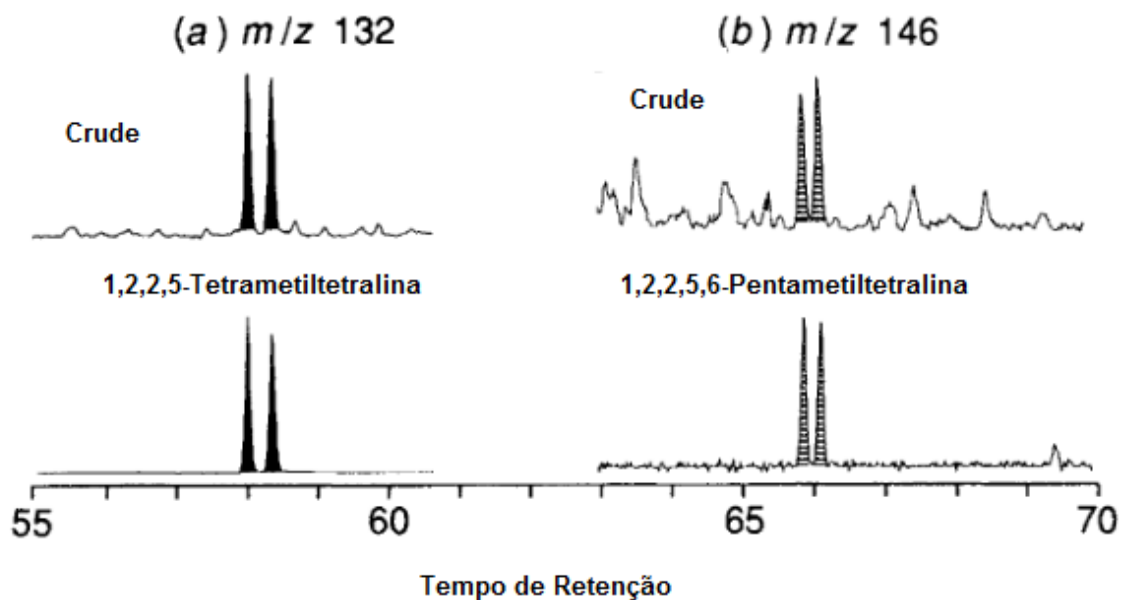 (a) m/z 132
(b) m/z 146
Crude
Crude
1,2,2,5-Tetrametiltetralina
1,2,2,5,6-Pentametiltetralina
55 60 65 70
Tempo de Retenção